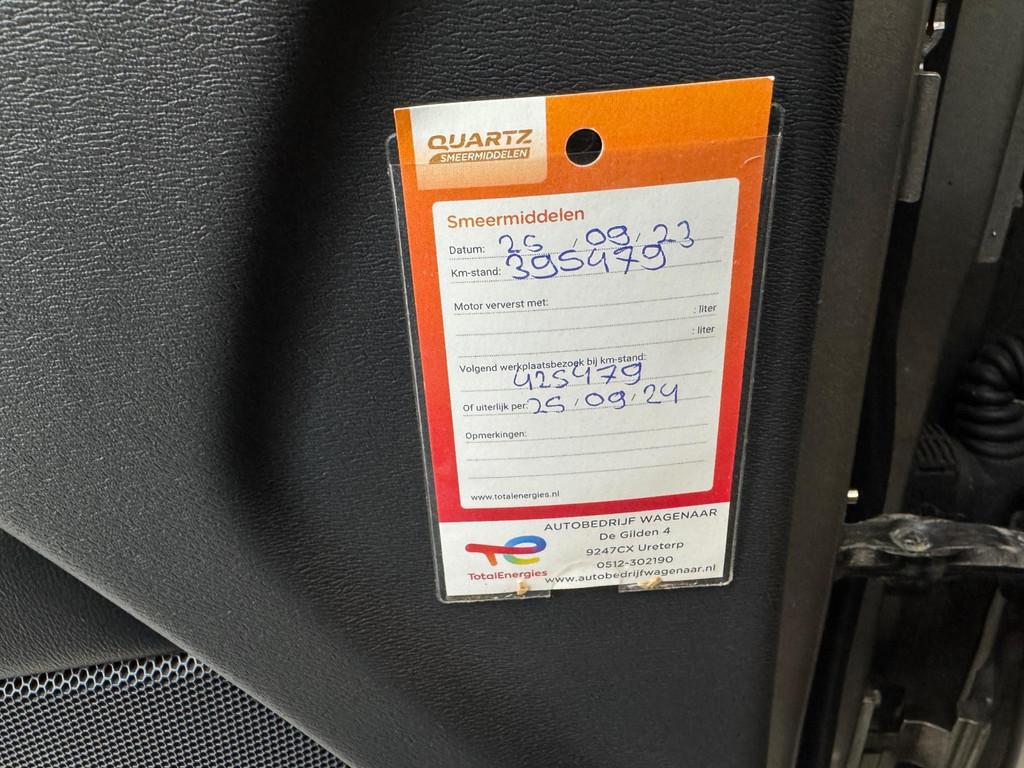 QUARTZ
SMEERMIDDELEN
Smeermiddelen
Datum: 25 / 09 / 23
Km-stand: 395479
Motor ververst met:
: liter
: liter
Volgend werkplaatsbezoek bij km-stand:
425479
Of uiterlijk per: 25 / 09 / 24
Opmerkingen:
www.totalenergies.nl
TotalEnergies
AUTOBEDRIJF WAGENAAR
De Gilden 4
9247CX Ureterp
0512-302190
www.autobedrijfwagenaar.nl